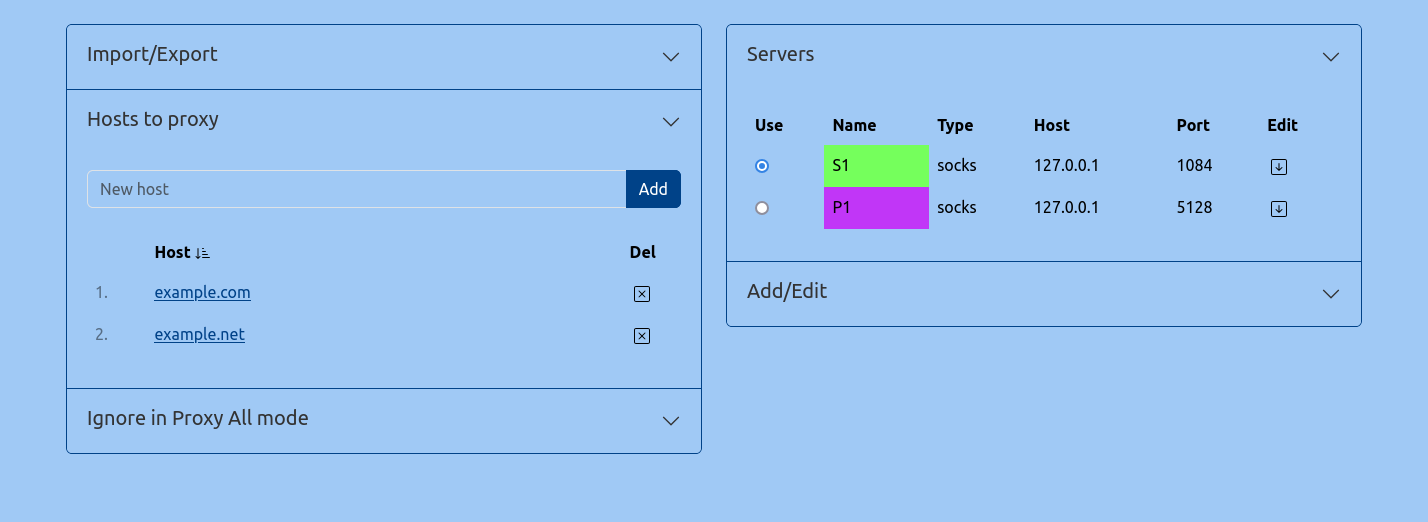 Import/Export
Hosts to proxy
New host
Add
Host
Del
1. example.com
2. example.net
Ignore in Proxy All mode
Servers
Use Name Type Host Port Edit
S1 socks 127.0.0.1 1084
P1 socks 127.0.0.1 5128
Add/Edit